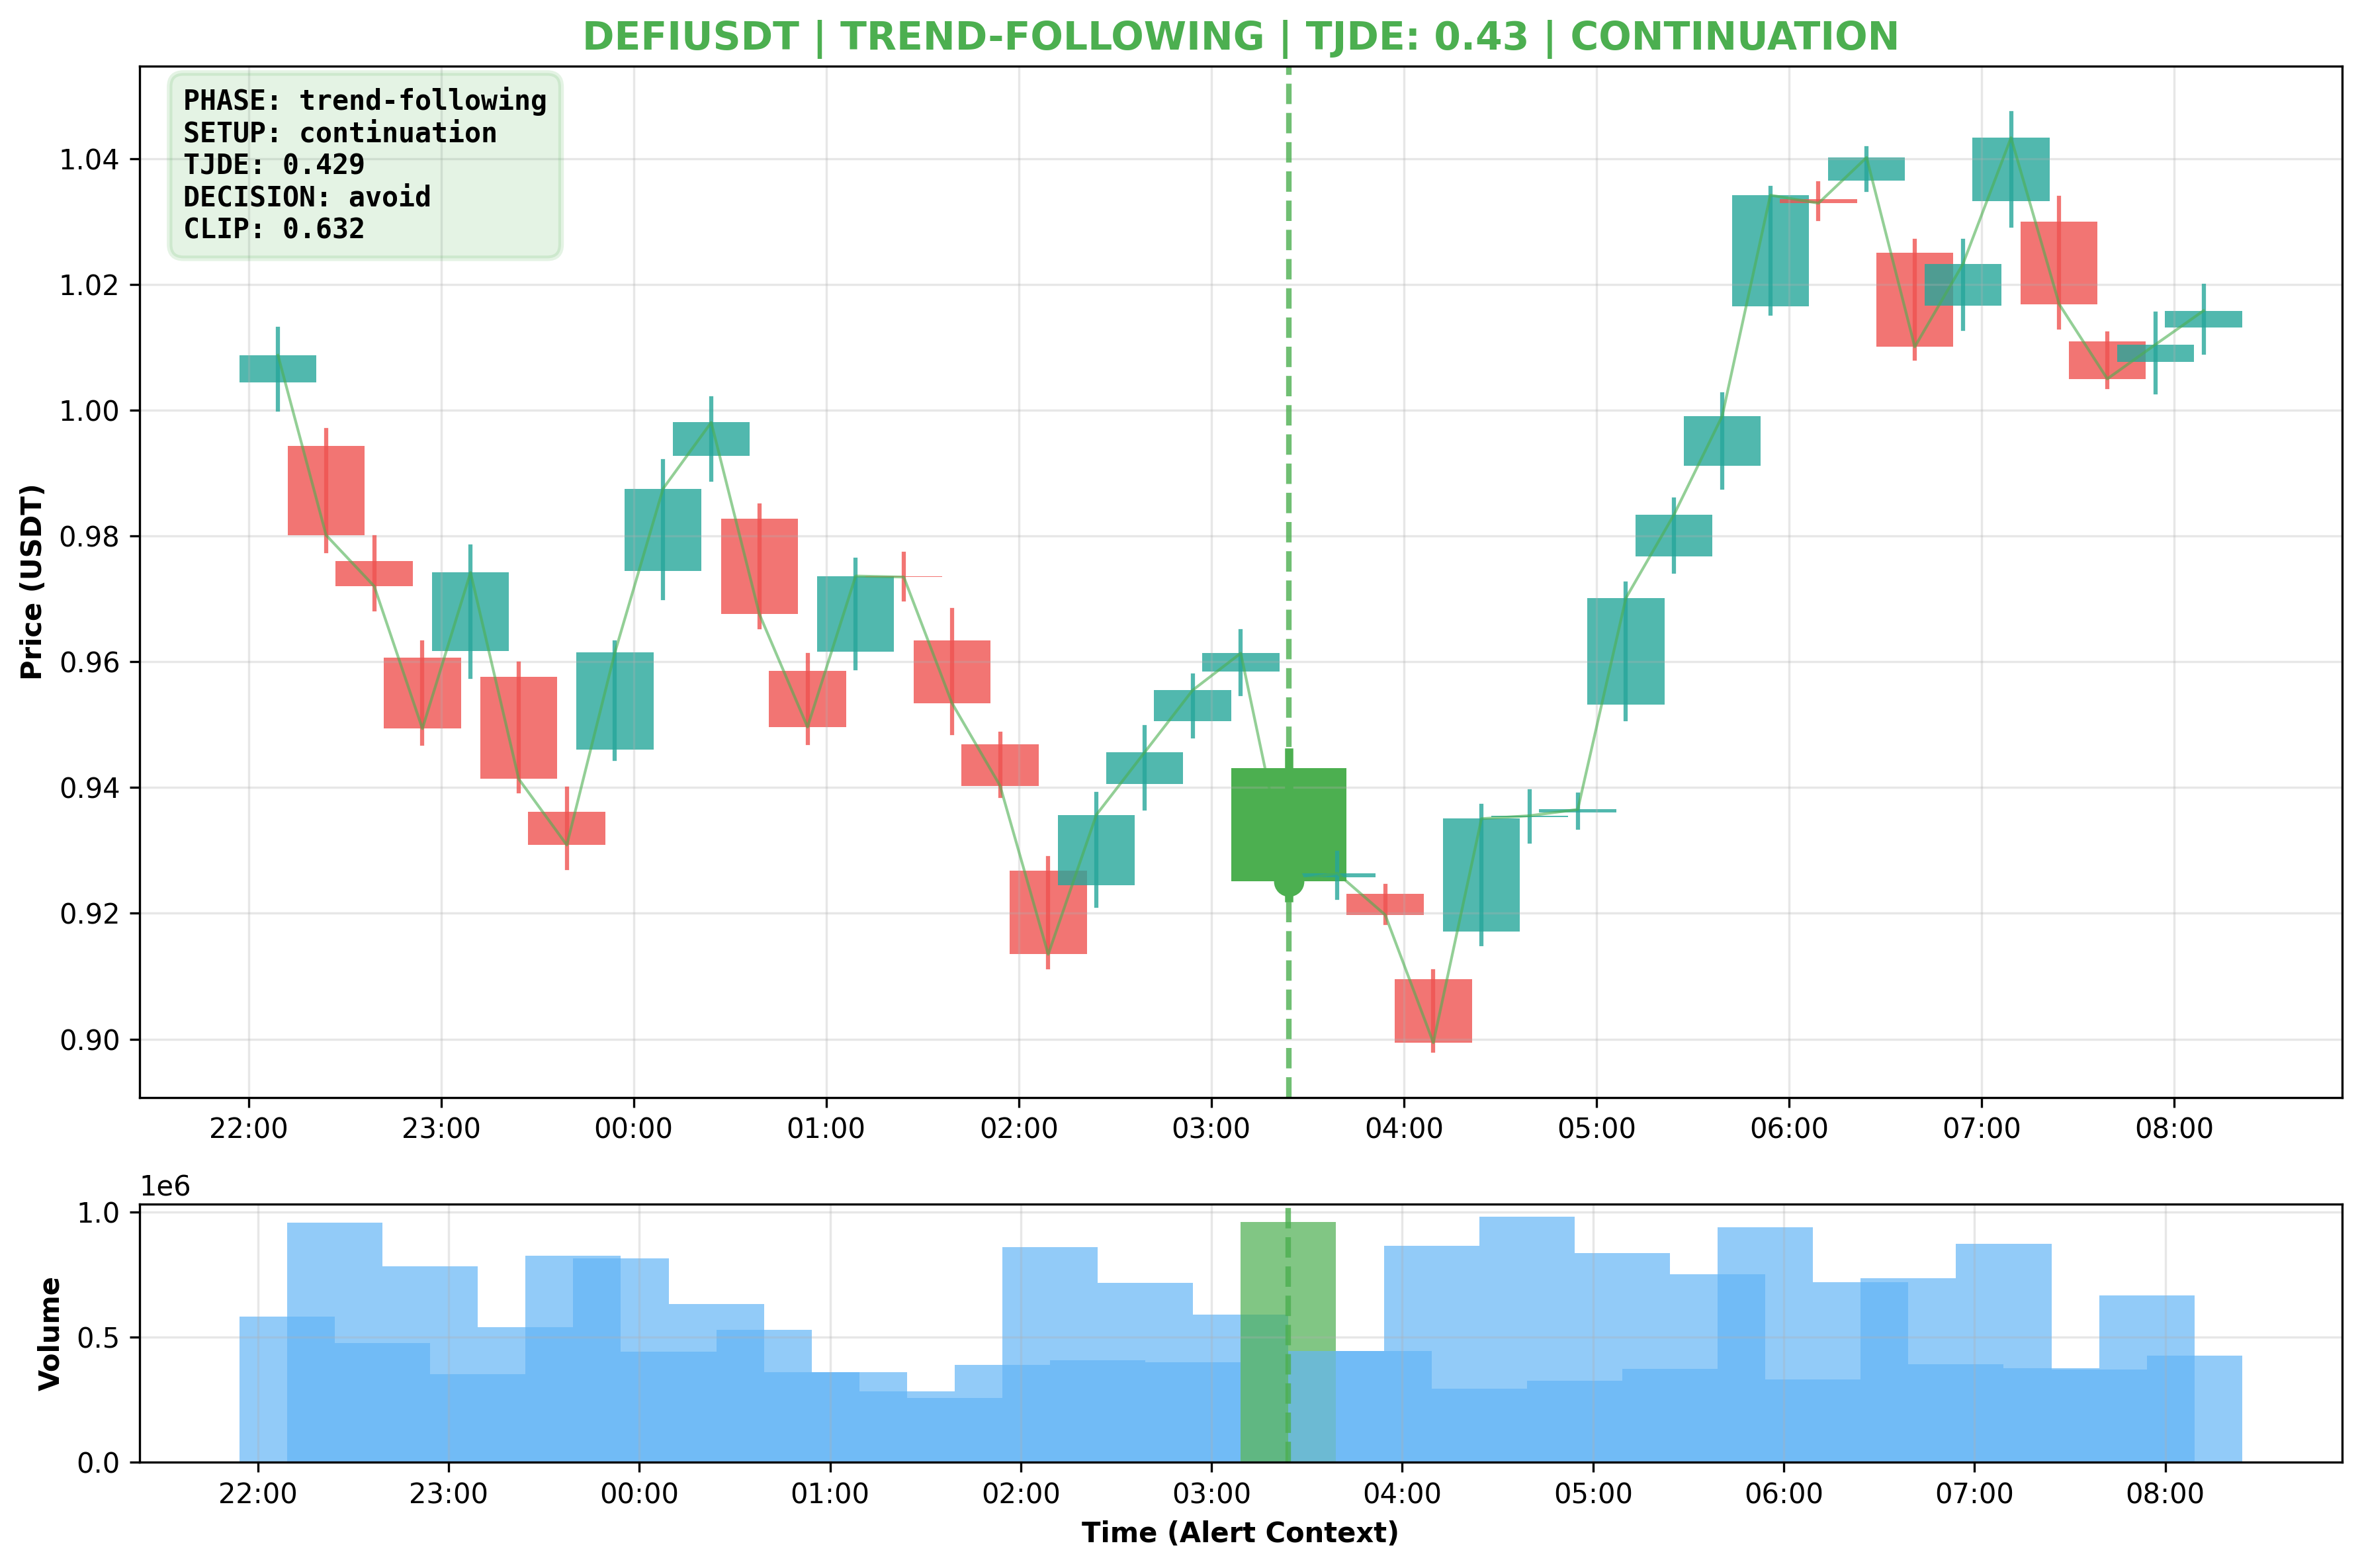 DEFIUSDT | TREND-FOLLOWING | TJDE: 0.43 | CONTINUATION
PHASE: trend-following
SETUP: continuation
TJDE: 0.429
DECISION: avoid
CLIP: 0.632
Price (USDT)
1.04
1.02
1.00
0.98
0.96
0.94
0.92
0.90
22:00 23:00 00:00 01:00 02:00 03:00 04:00 05:00 06:00 07:00 08:00
1e6
Volume
1.0
0.5
0.0
22:00 23:00 00:00 01:00 02:00 03:00 04:00 05:00 06:00 07:00 08:00
Time (Alert Context)